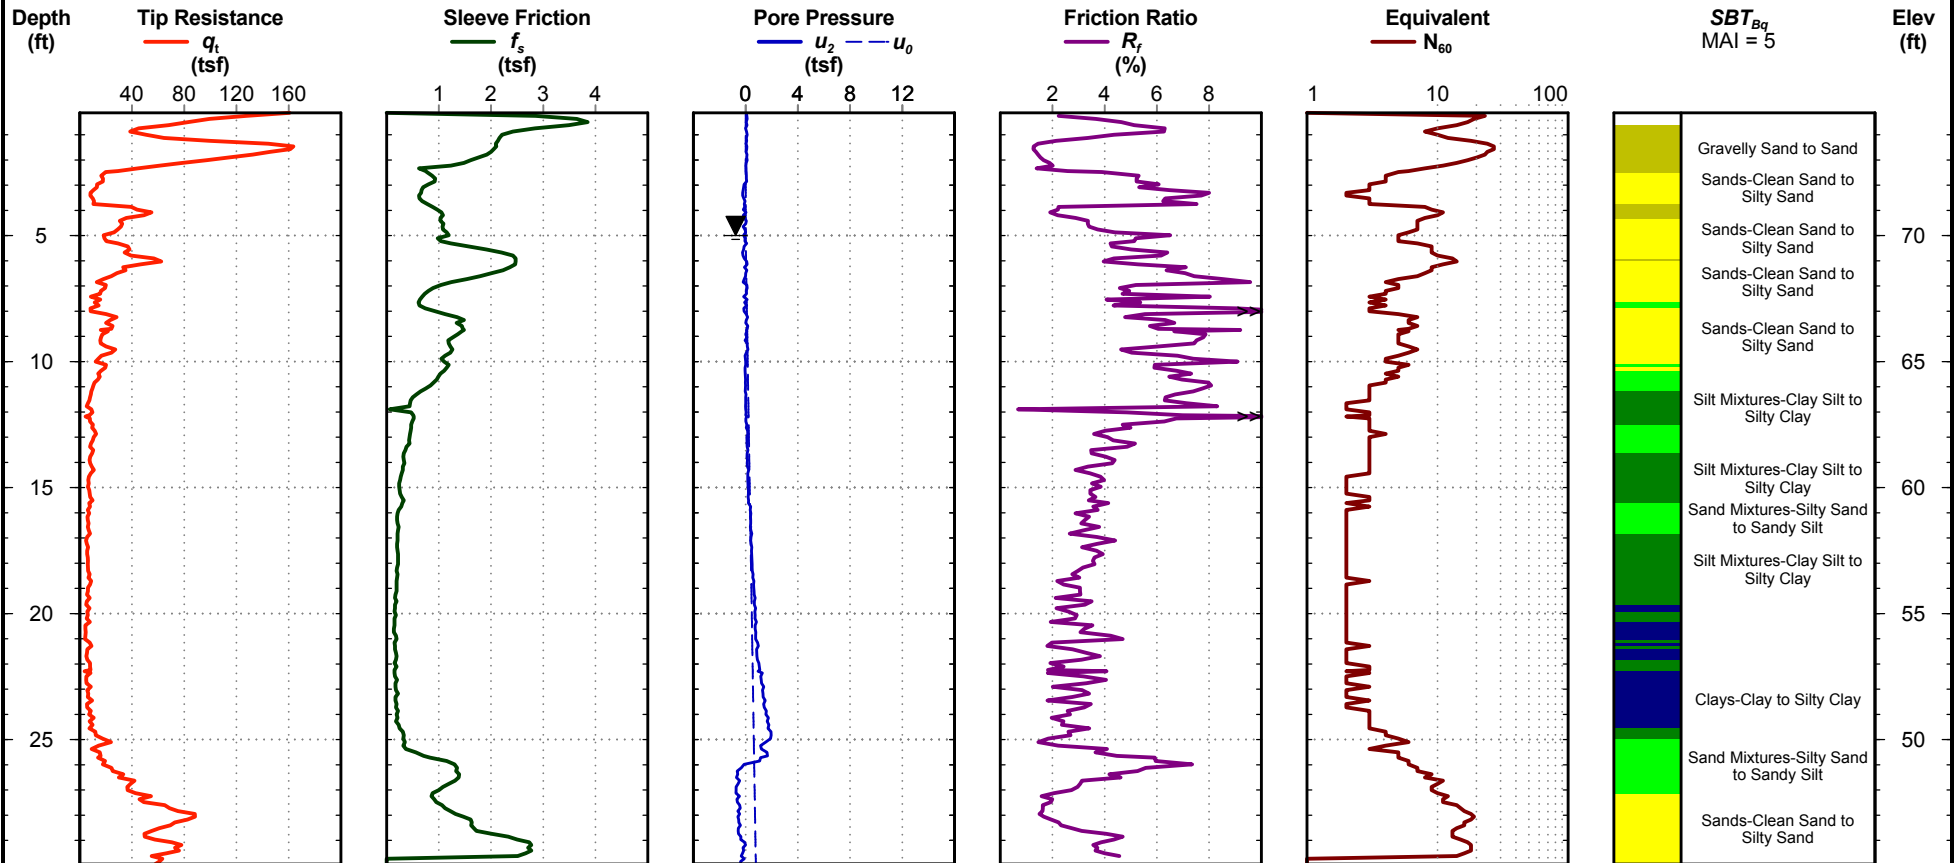 Depth
(ft)
Tip Resistance
qt
(tsf)
Sleeve Friction
fs
(tsf)
Pore Pressure
u2 u0
(tsf)
Friction Ratio
Rf
(%)
Equivalent
N60
SBTBq
MAI = 5
Elev
(ft)
40 80 120 160
1 2 3 4
0 4 8 12
2 4 6 8
1 10 100
Gravelly Sand to Sand
Sands-Clean Sand to
Silty Sand
5
Sands-Clean Sand to
Silty Sand
70
Sands-Clean Sand to
Silty Sand
Sands-Clean Sand to
Silty Sand
10
65
Silt Mixtures-Clay Silt to
Silty Clay
Silt Mixtures-Clay Silt to
Silty Clay
15
60
Sand Mixtures-Silty Sand
to Sandy Silt
Silt Mixtures-Clay Silt to
Silty Clay
20
55
Clays-Clay to Silty Clay
25
50
Sand Mixtures-Silty Sand
to Sandy Silt
Sands-Clean Sand to
Silty Sand